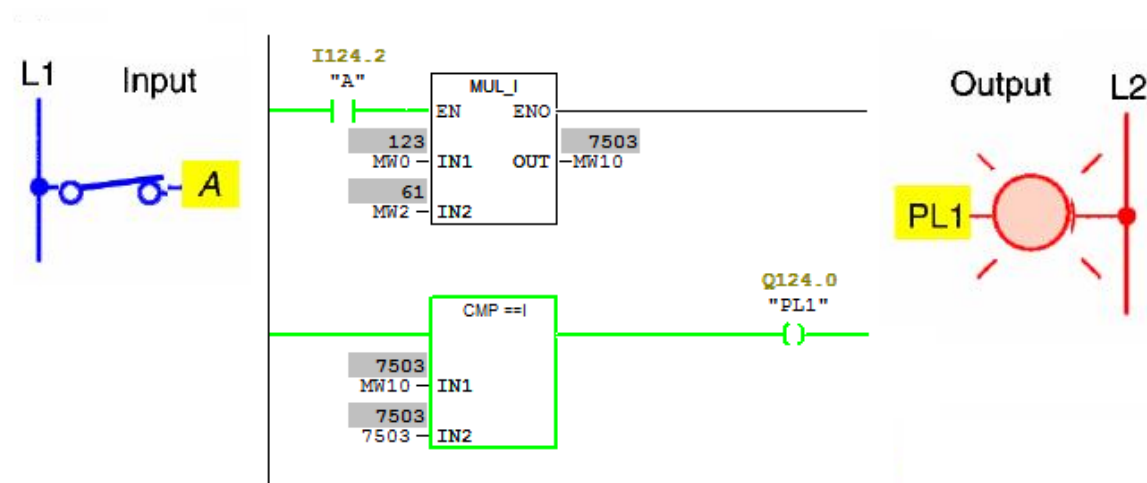 L1 Input
A
I124.2
"A"
MUL_I
EN ENO
123
MW0 IN1
61
MW2 IN2
7503
OUT MW10
Q124.0
"PL1"
CMP ==I
7503
MW10 IN1
7503
7503 IN2
Output L2
PL1